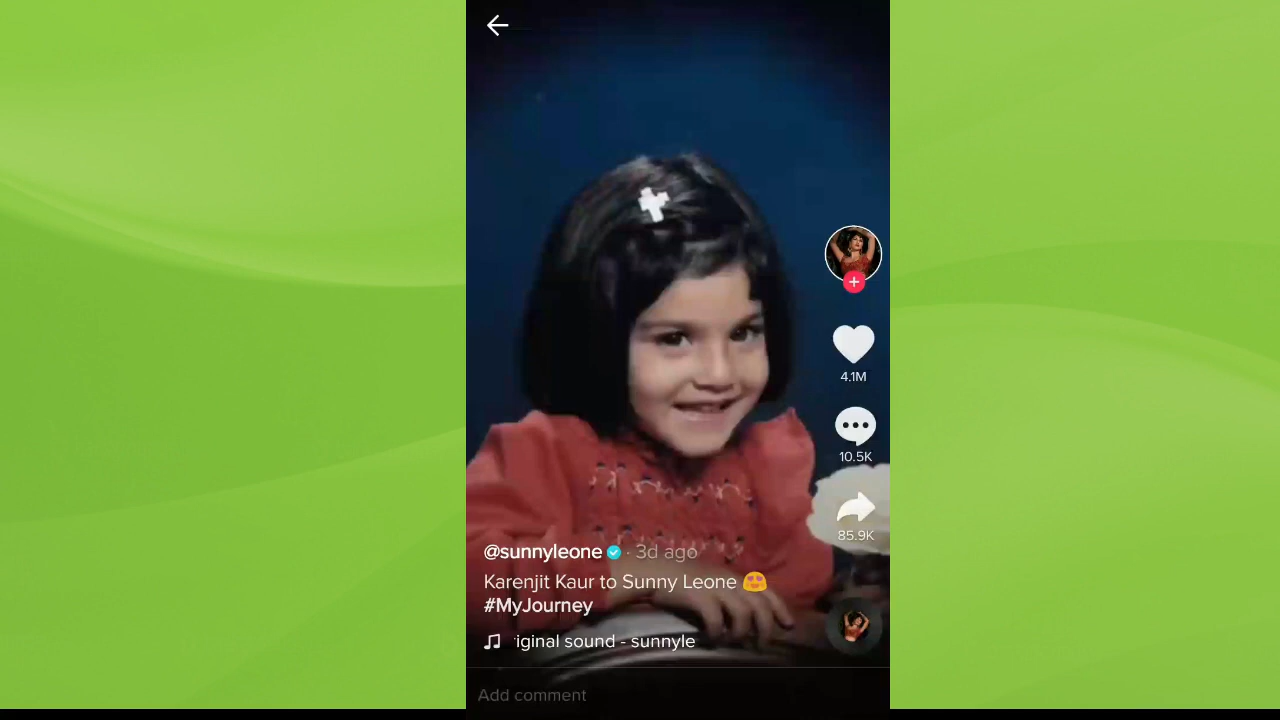 4.1M
10.5K
85.9K
@sunnyleone · 3d ago
Karenjit Kaur to Sunny Leone 😍
#MyJourney
iginal sound - sunnyle
Add comment